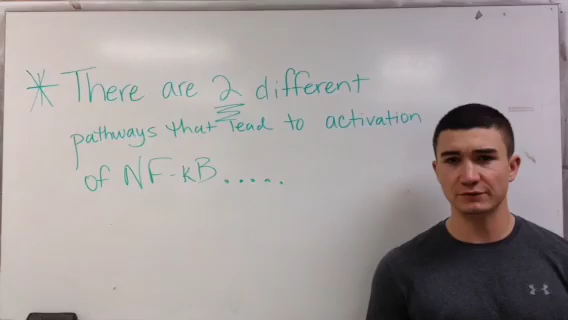 * There are 2 different
pathways that lead to activation
of NF-kB.....